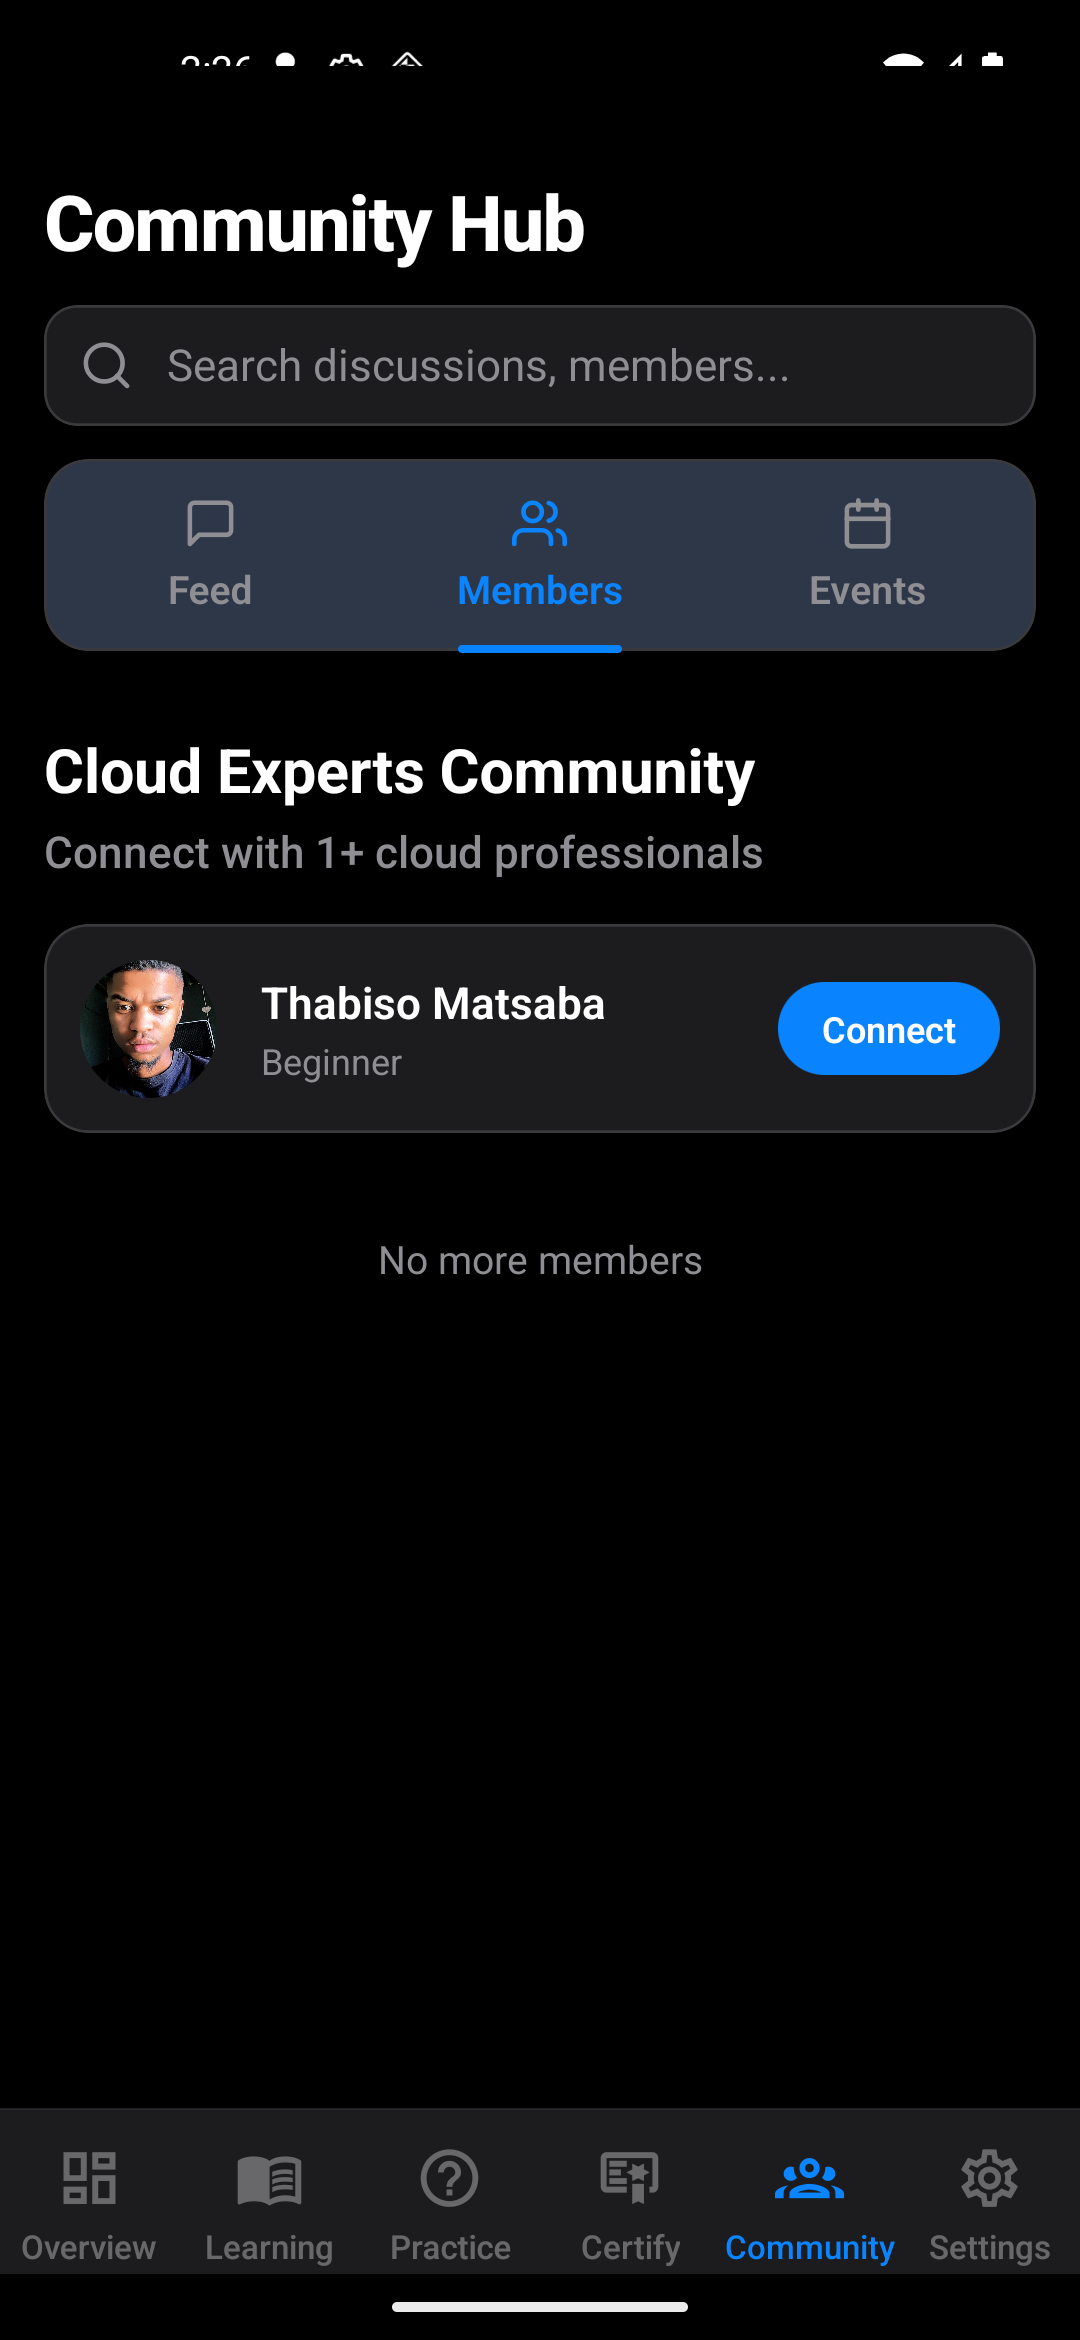 Community Hub
Search discussions, members...
Feed
Members
Events
Cloud Experts Community
Connect with 1+ cloud professionals
Thabiso Matsaba
Beginner
Connect
No more members
Overview
Learning
Practice
Certify
Community
Settings